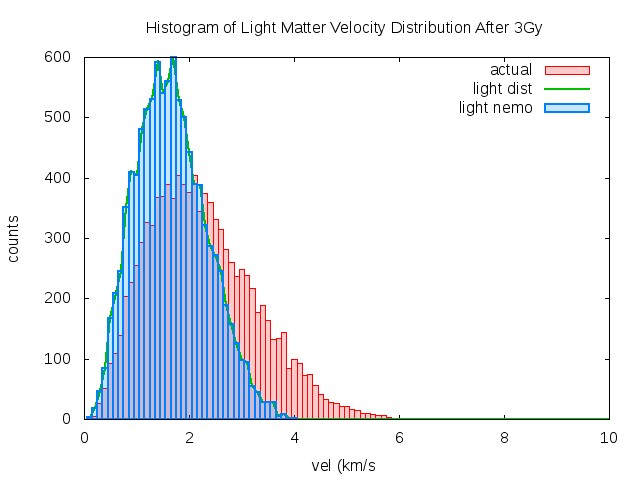 Histogram of Light Matter Velocity Distribution After 3Gy
600
500
400
300
200
100
0
counts
actual
light dist
light nemo
0 2 4 6 8 10
vel (km/s